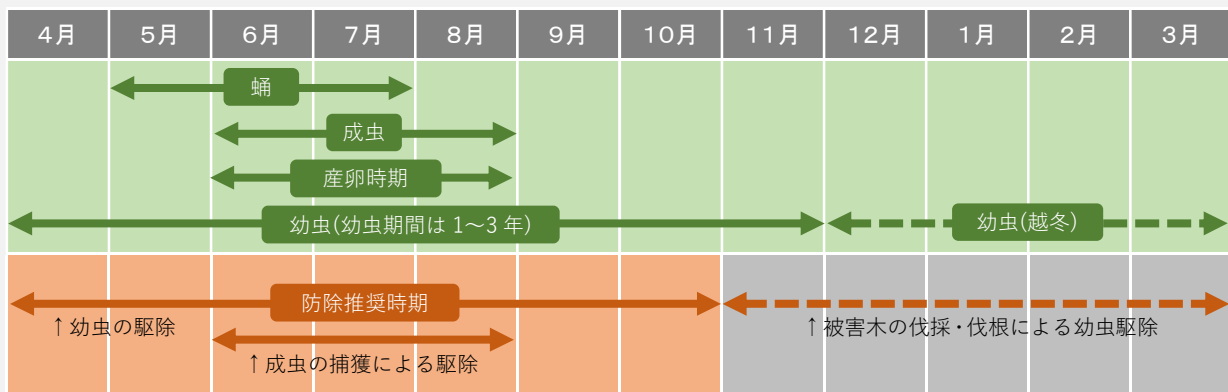 4月 5月 6月 7月 8月 9月 10月 11月 12月 1月 2月 3月
蛹
成虫
産卵時期
幼虫(幼虫期間は 1～3 年) 幼虫(越冬)
防除推奨時期
↑幼虫の駆除 ↑被害木の伐採・伐根による幼虫駆除
↑成虫の捕獲による駆除